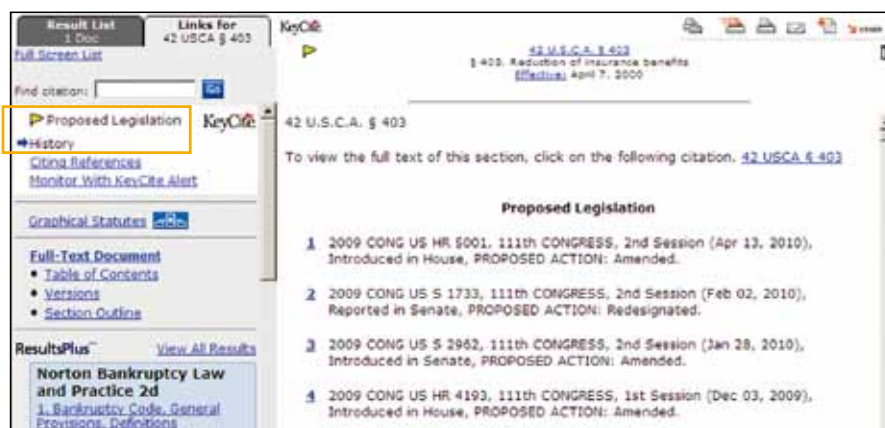 Result List
1 Doc
Links for
42 USCA § 403
Full Screen List
Find citation:
Go
Proposed Legislation
KeyCite
History
Citing References
Monitor With KeyCite Alert
Graphical Statutes
Full-Text Document
• Table of Contents
• Versions
• Section Outline
ResultsPlus™
View All Results
Norton Bankruptcy Law
and Practice 2d
1. Bankruptcy Code, General
Provisions, Definitions
KeyCite
42 U.S.C.A. § 403
§ 403. Reduction of insurance benefits
Effective: April 7, 2000
42 U.S.C.A. § 403
To view the full text of this section, click on the following citation. 42 USCA § 403
Proposed Legislation
1 2009 CONG US HR 5001, 111th CONGRESS, 2nd Session (Apr 13, 2010),
Introduced in House, PROPOSED ACTION: Amended.
2 2009 CONG US S 1733, 111th CONGRESS, 2nd Session (Feb 02, 2010),
Reported in Senate, PROPOSED ACTION: Redesignated.
3 2009 CONG US S 2962, 111th CONGRESS, 2nd Session (Jan 28, 2010),
Introduced in Senate, PROPOSED ACTION: Amended.
4 2009 CONG US HR 4193, 111th CONGRESS, 1st Session (Dec 03, 2009),
Introduced in House, PROPOSED ACTION: Amended.